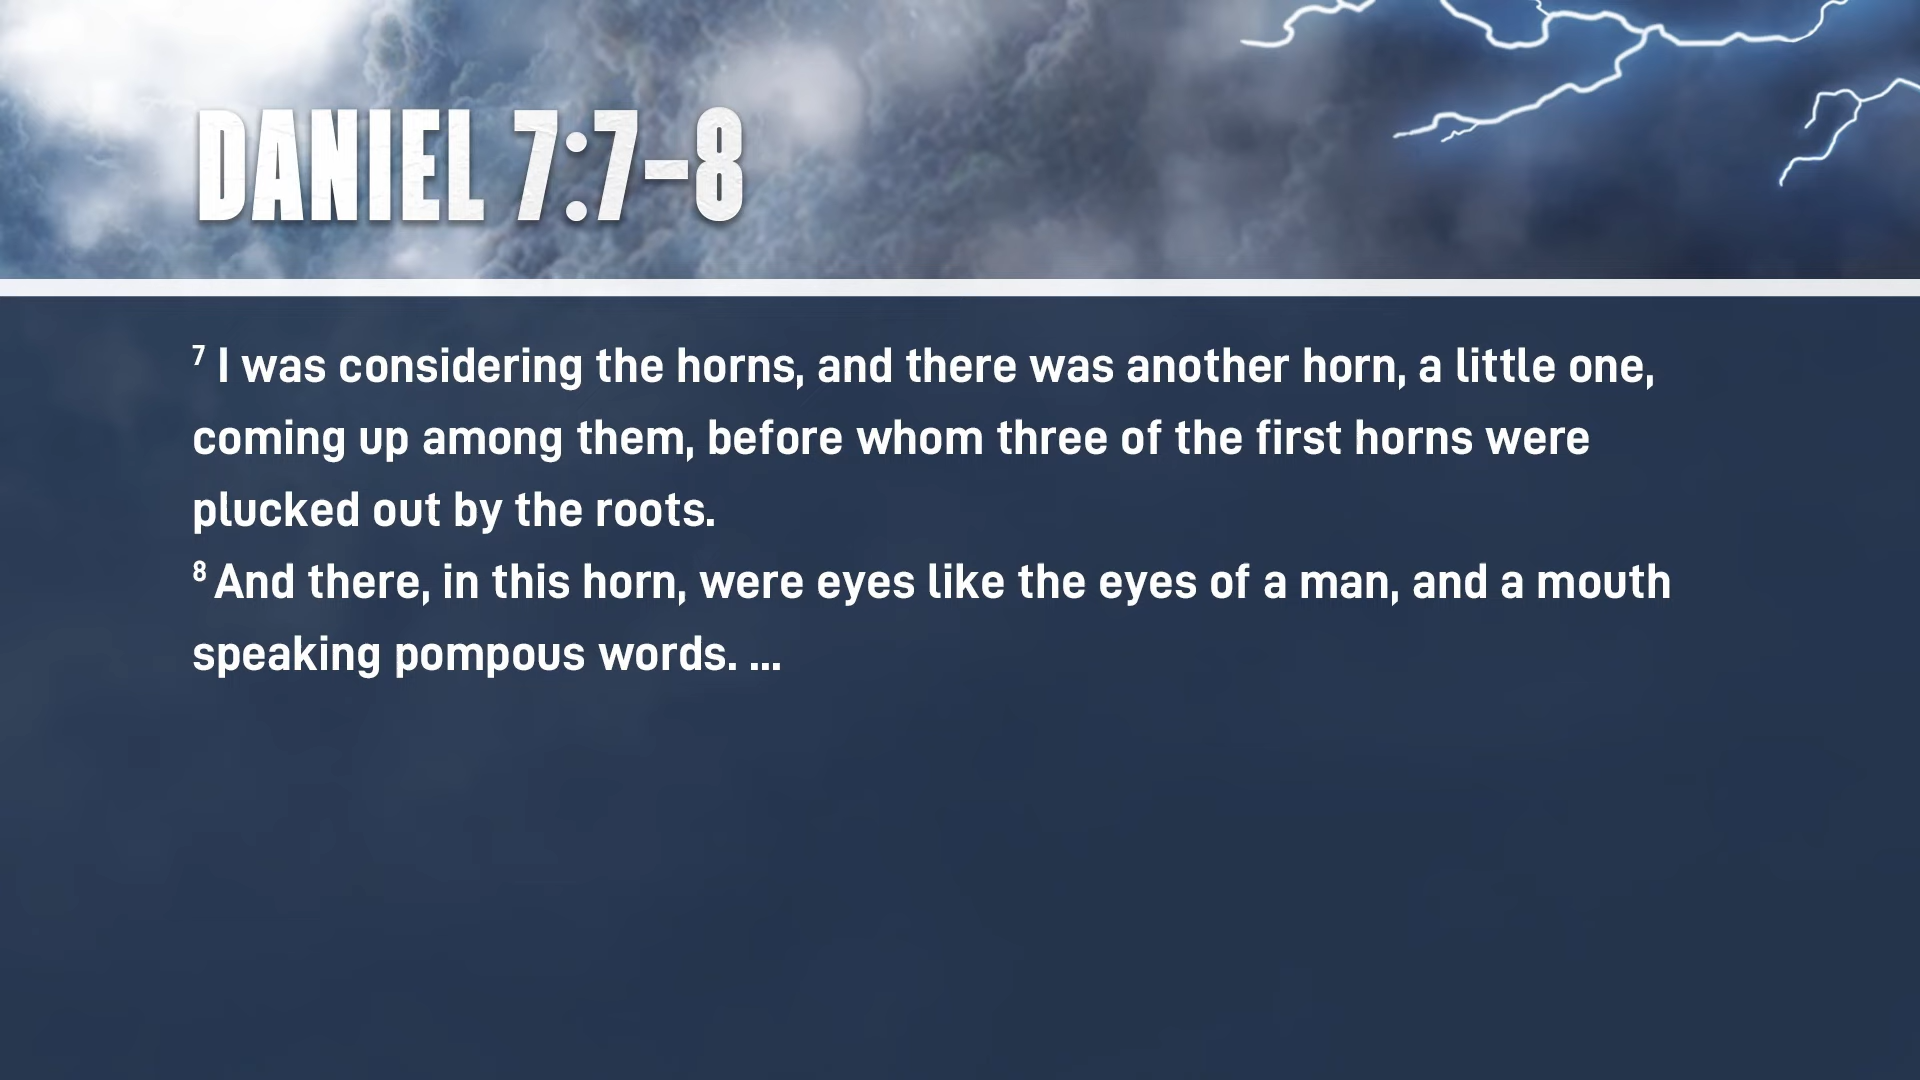 DANIEL 7:7-8
7 I was considering the horns, and there was another horn, a little one,
coming up among them, before whom three of the first horns were
plucked out by the roots.
8 And there, in this horn, were eyes like the eyes of a man, and a mouth
speaking pompous words. ...